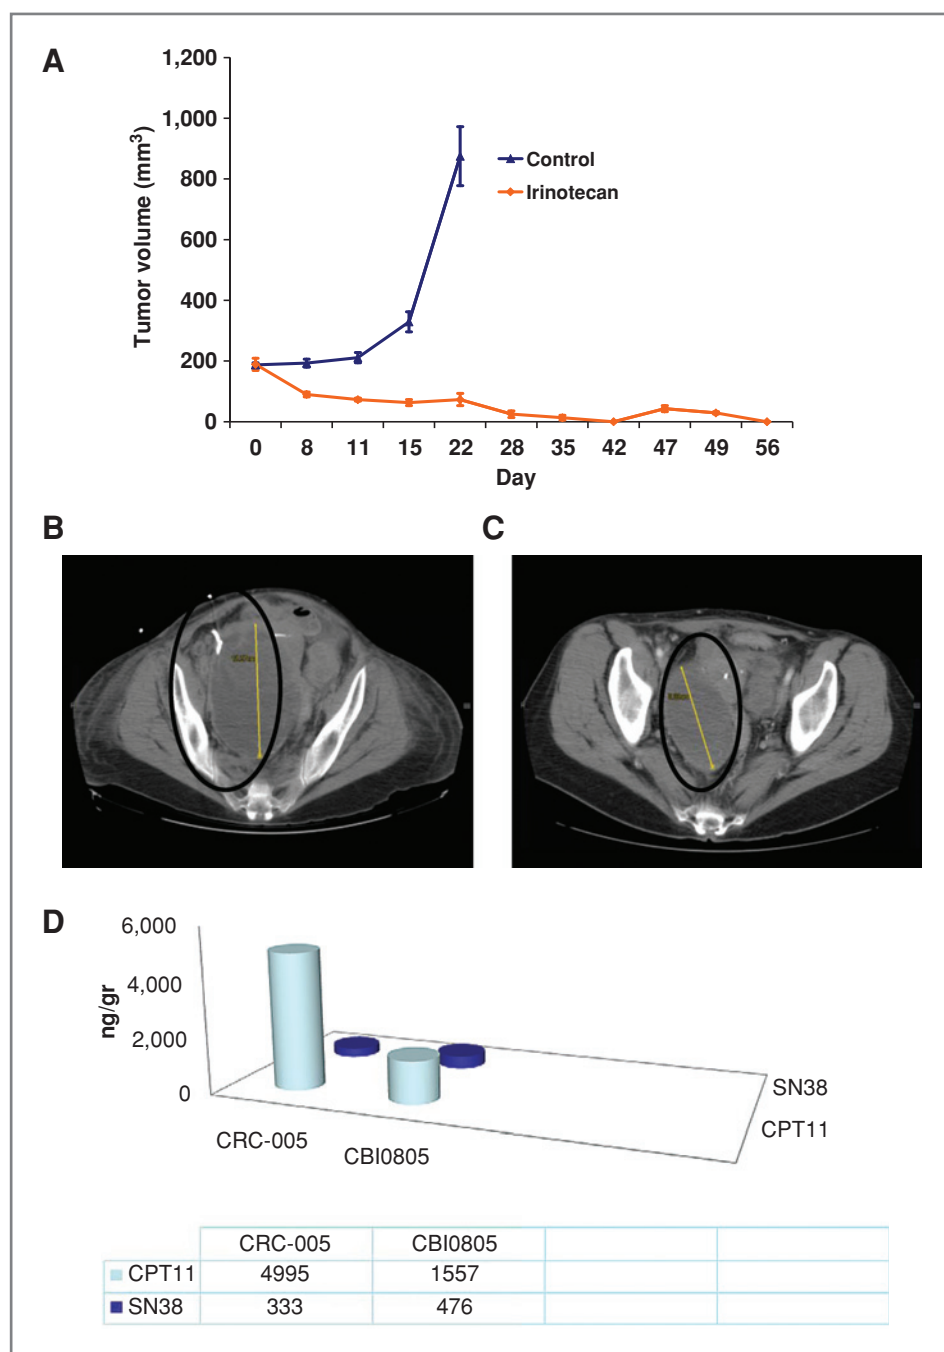 A
1,200
1,000
800
600
400
200
0
Tumor volume (mm³)
Control
Irinotecan
0 8 11 15 22 28 35 42 47 49 56
Day
B
C
D
6,000
4,000
2,000
0
ng/gr
SN38
CPT11
CRC-005
CBI0805
CRC-005 CBI0805
CPT11 4995 1557
SN38 333 476